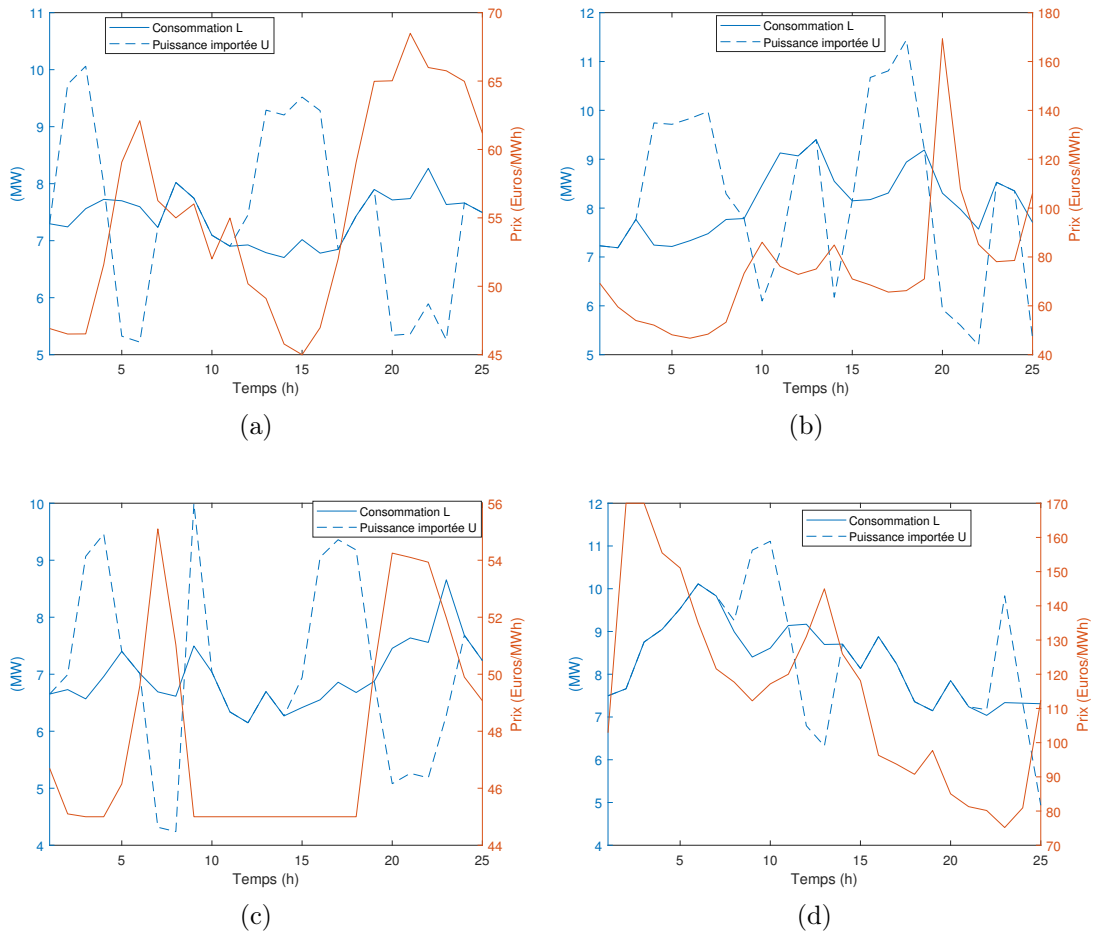 Consommation L
Puissance importée U
11
10
9
8
7
6
5
(MW)
70
65
60
55
50
45
Prix (Euros/MWh)
5 10 15 20 25
Temps (h)
(a)
Consommation L
Puissance importée U
12
11
10
9
8
7
6
5
(MW)
180
160
140
120
100
80
60
40
Prix (Euros/MWh)
5 10 15 20 25
Temps (h)
(b)
Consommation L
Puissance importée U
10
9
8
7
6
5
4
(MW)
56
54
52
50
48
46
44
Prix (Euros/MWh)
5 10 15 20 25
Temps (h)
(c)
Consommation L
Puissance importée U
12
11
10
9
8
7
6
5
4
(MW)
170
160
150
140
130
120
110
100
90
80
70
Prix (Euros/MWh)
5 10 15 20 25
Temps (h)
(d)